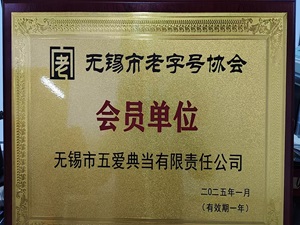 无锡市老字号协会
会员单位
无锡市五爱典当有限责任公司
二〇二五年一月
(有效期一年)